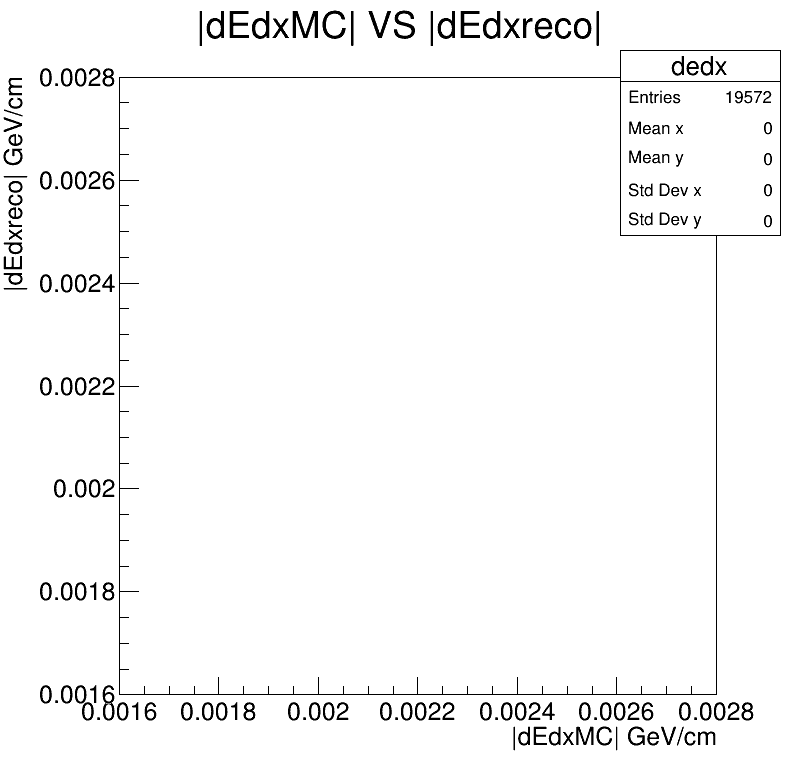 |dEdxMC| VS |dEdxreco|
dedx
Entries 19572
Mean x 0
Mean y 0
Std Dev x 0
Std Dev y 0
|dEdxreco| GeV/cm
0.0028
0.0026
0.0024
0.0022
0.002
0.0018
0.0016
0.0016 0.0018 0.002 0.0022 0.0024 0.0026 0.0028
|dEdxMC| GeV/cm